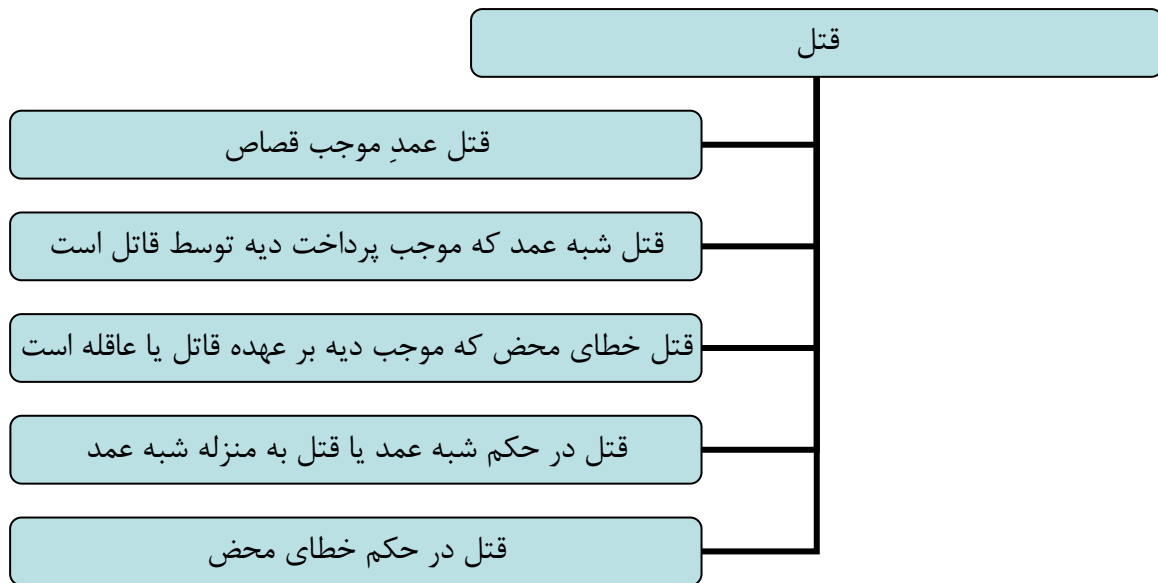 قتل
قتل عمدِ موجب قصاص
قتل شبه عمد که موجب پرداخت دیه توسط قاتل است
قتل خطای محض که موجب دیه بر عهده قاتل یا عاقله است
قتل در حکم شبه عمد یا قتل به منزله شبه عمد
قتل در حکم خطای محض